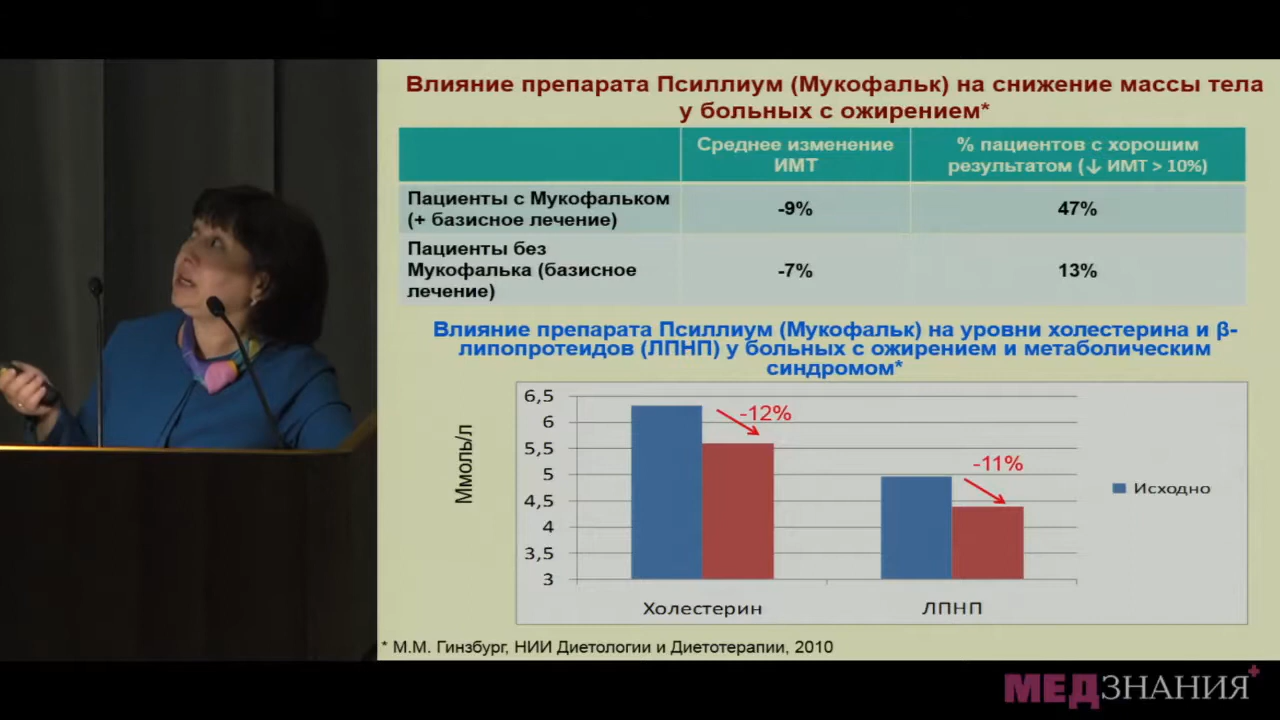 Влияние препарата Псиллиум (Мукофальк) на снижение массы тела
у больных с ожирением*
Среднее изменение
ИМТ
% пациентов с хорошим
результатом (↓ ИМТ > 10%)
Пациенты с Мукофальком
(+ базисное лечение)
-9%
47%
Пациенты без
Мукофалька (базисное
лечение)
-7%
13%
Влияние препарата Псиллиум (Мукофальк) на уровни холестерина и β-
липопротеидов (ЛПНП) у больных с ожирением и метаболическим
синдромом*
Ммоль/л
6,5
6
5,5
5
4,5
4
3,5
3
-12%
-11%
Исходно
Холестерин
ЛПНП
* М.М. Гинзбург, НИИ Диетологии и Диетотерапии, 2010
МЕДЗНАНИЯ+